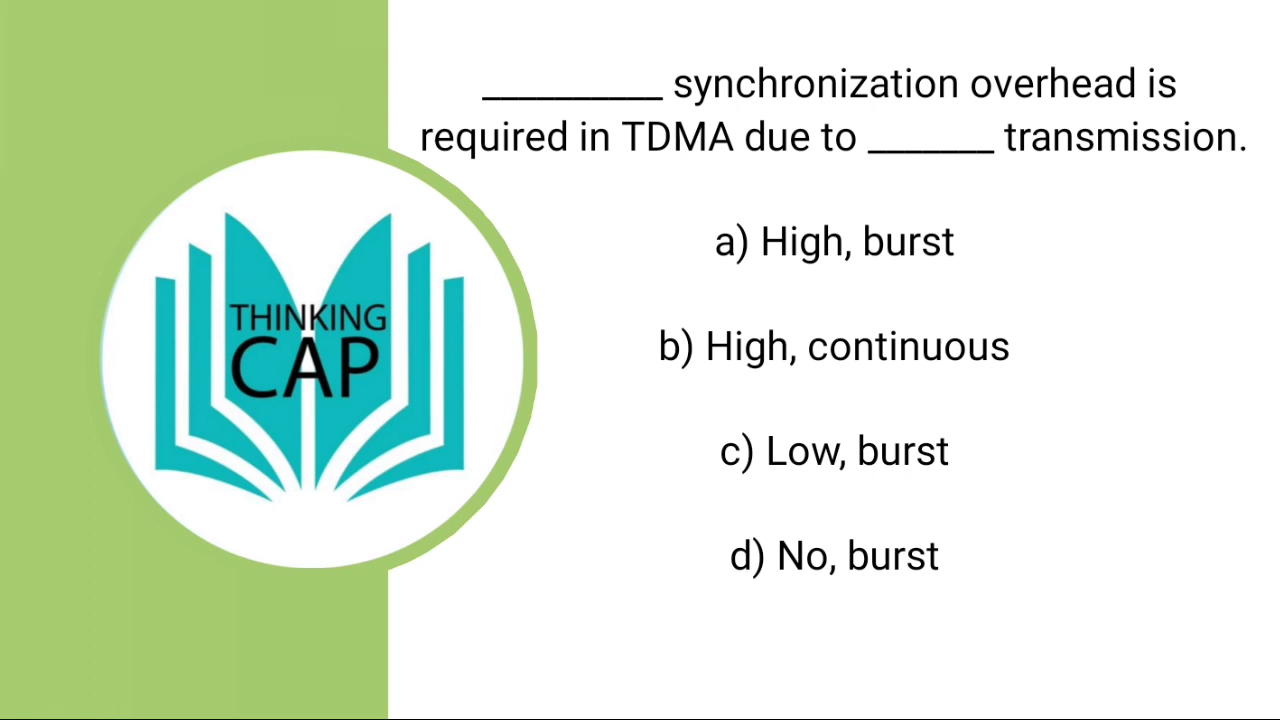 THINKING
CAP
__________ synchronization overhead is
required in TDMA due to _______ transmission.
a) High, burst
b) High, continuous
c) Low, burst
d) No, burst